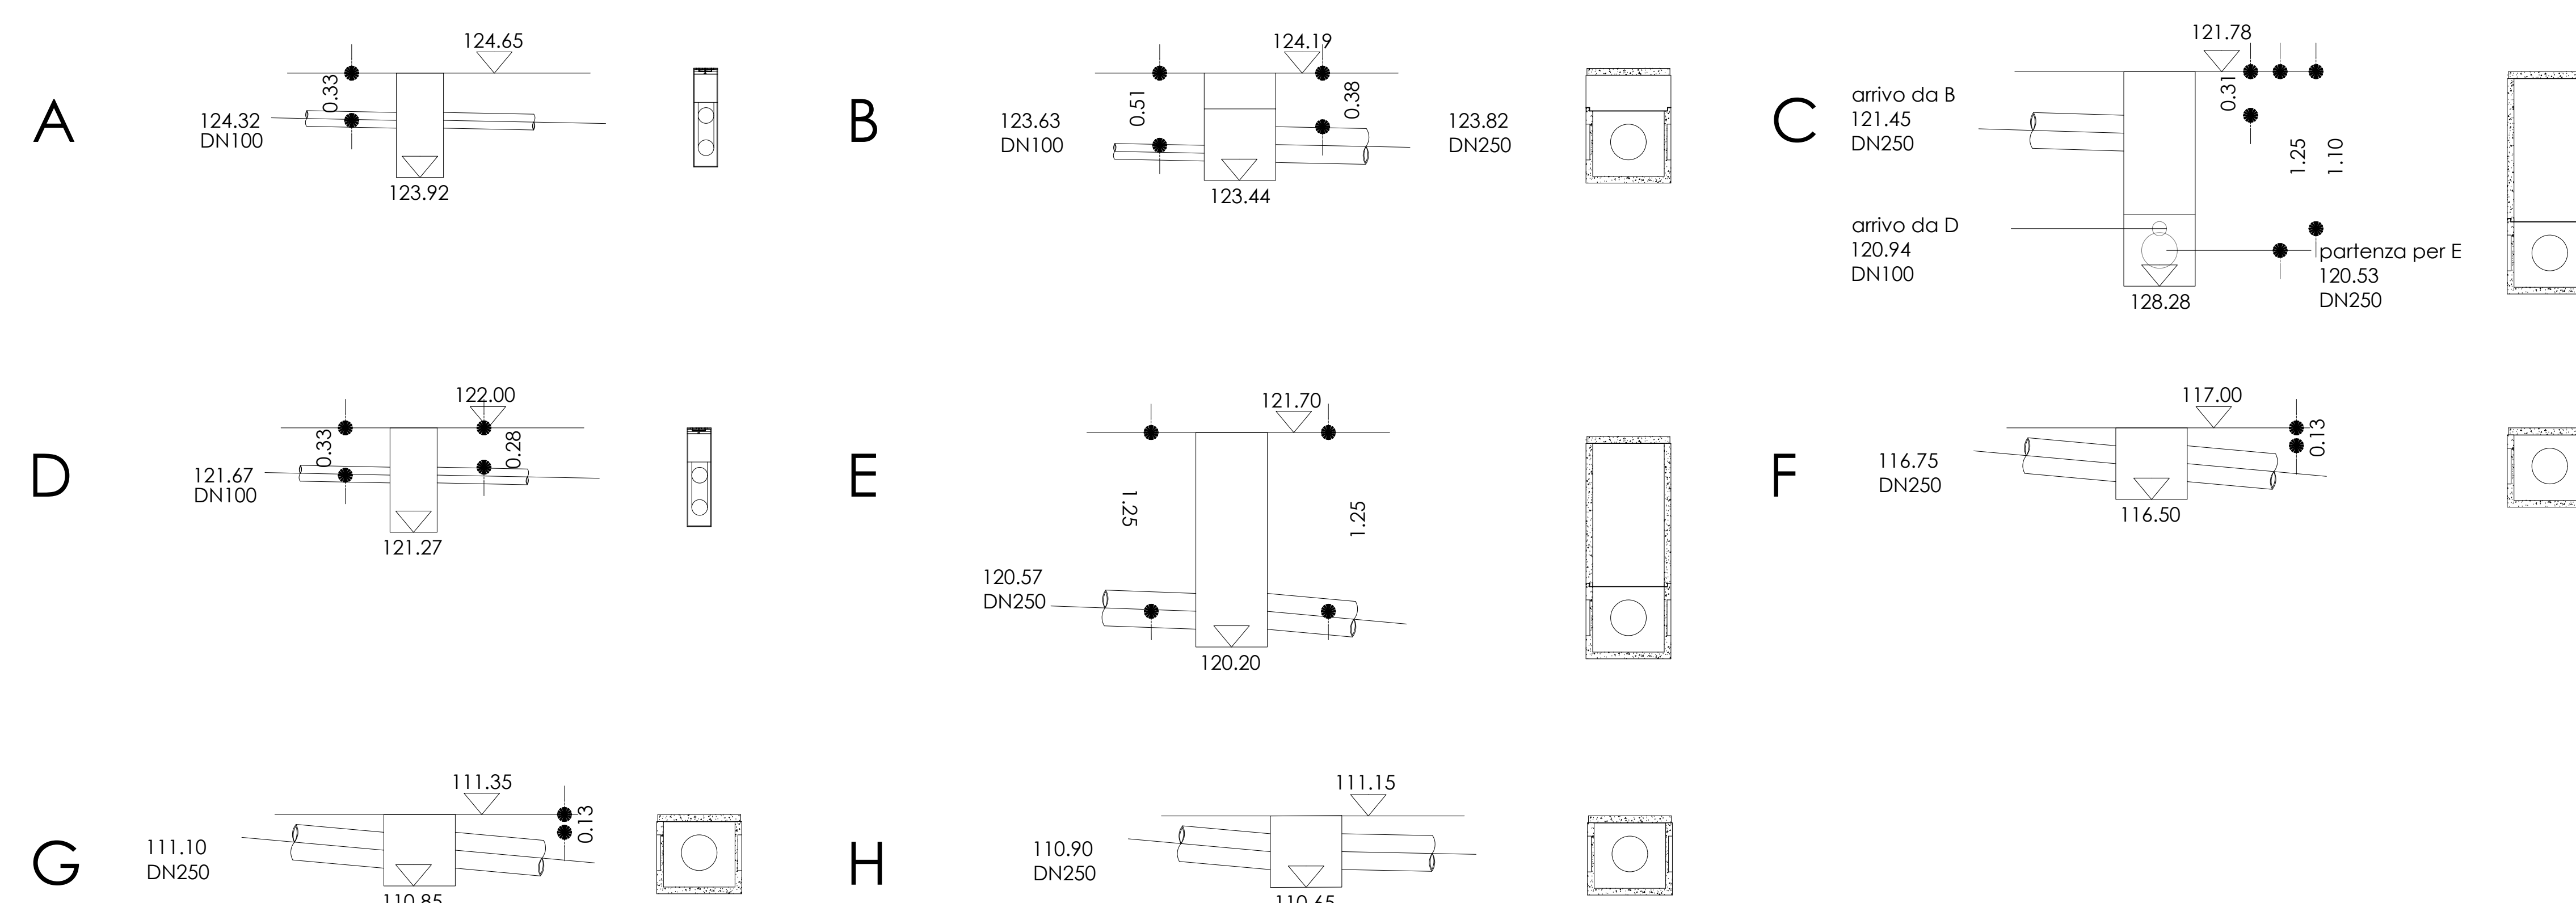 A
124.65
0.33
124.32
DN100
123.92
B
124.19
0.51
0.38
123.63
DN100
123.82
DN250
123.44
C
121.78
arrivo da B
121.45
DN250
0.31
1.25
1.10
arrivo da D
120.94
DN100
partenza per E
120.53
DN250
128.28
D
122.00
0.33
0.28
121.67
DN100
121.27
E
121.70
1.25
1.25
120.57
DN250
120.20
F
117.00
0.13
116.75
DN250
116.50
G
111.35
0.13
111.10
DN250
110.85
H
111.15
110.90
DN250
110.65